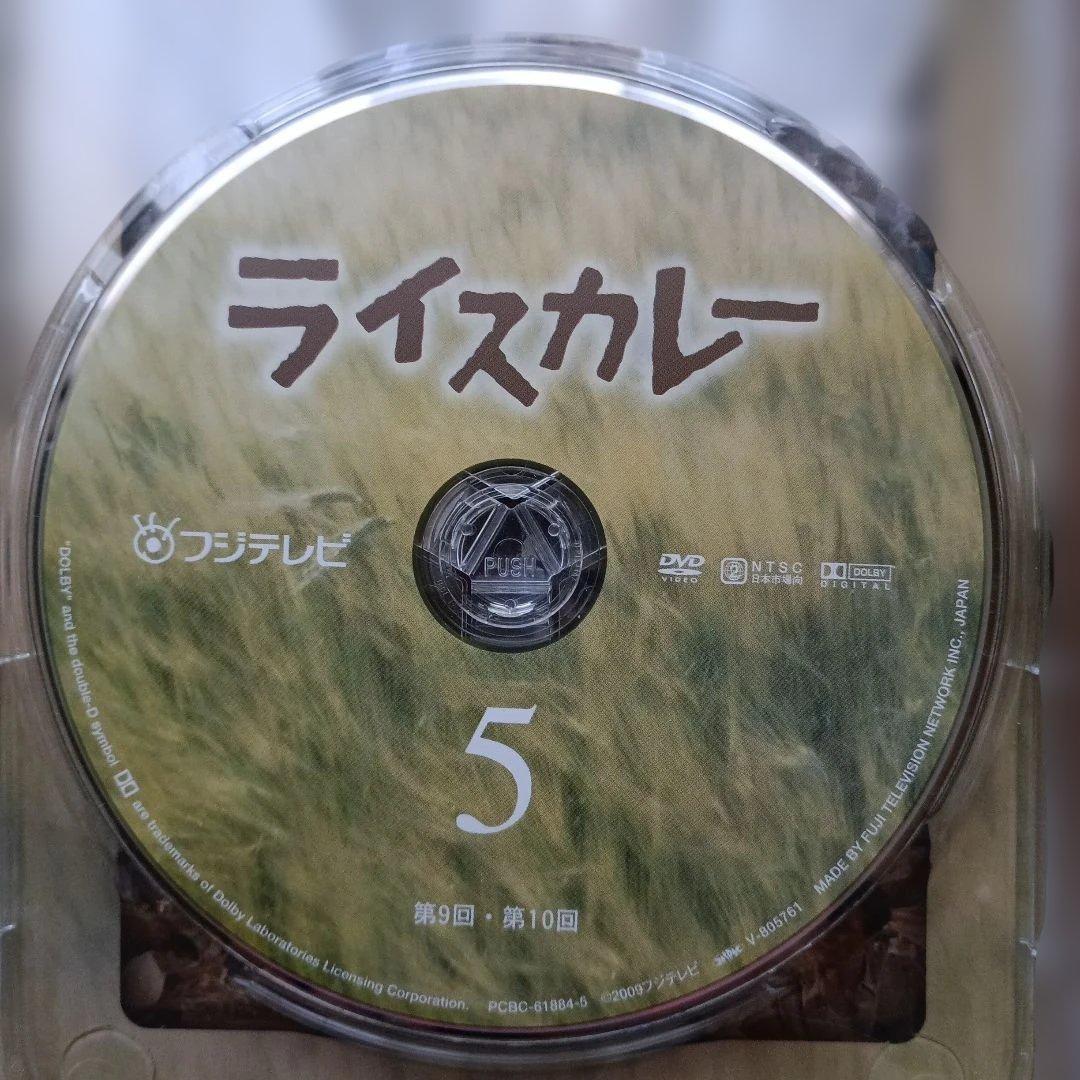 ライスカレー
フジテレビ
PUSH
DVD
VIDEO
2
NTSC
日本市場向
DOLBY
DIGITAL
5
第9回・第10回
"DOLBY" and the double-D symbol are trademarks of Dolby Laboratories Licensing Corporation.
PCBC-61884-5
©2009フジテレビ
V-805761
MADE BY FUJI TELEVISION NETWORK INC., JAPAN